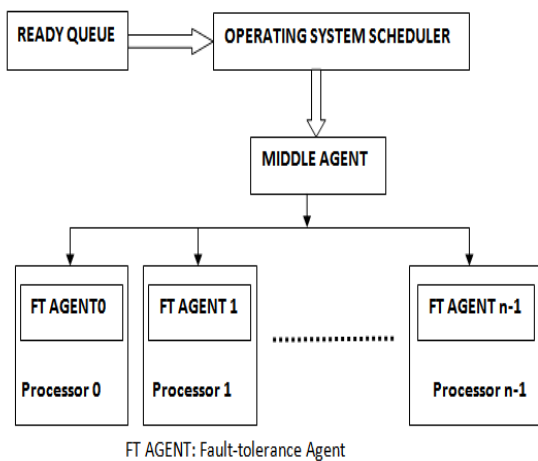 READY QUEUE
OPERATING SYSTEM SCHEDULER
MIDDLE AGENT
FT AGENT0
FT AGENT 1
FT AGENT n-1
Processor 0
Processor 1
Processor n-1
FT AGENT: Fault-tolerance Agent